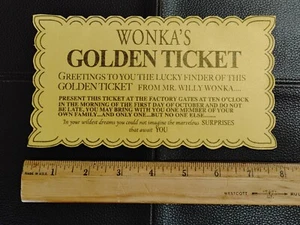 WONKA'S
GOLDEN TICKET
GREETINGS TO YOU THE LUCKY FINDER OF THIS
GOLDEN TICKET FROM MR. WILLY WONKA....
PRESENT THIS TICKET AT THE FACTORY GATES AT TEN O'CLOCK
IN THE MORNING OF THE FIRST DAY OF OCTOBER AND DO NOT
BE LATE, YOU MAY BRING WITH YOU ONE MEMBER OF YOUR
OWN FAMILY....AND ONLY ONE...BUT NO ONE ELSE.......
In your wildest dreams you could not imagine the marvelous SURPRISES
that await YOU
1 2 3 4 5 6 7 8
WESTCOTT